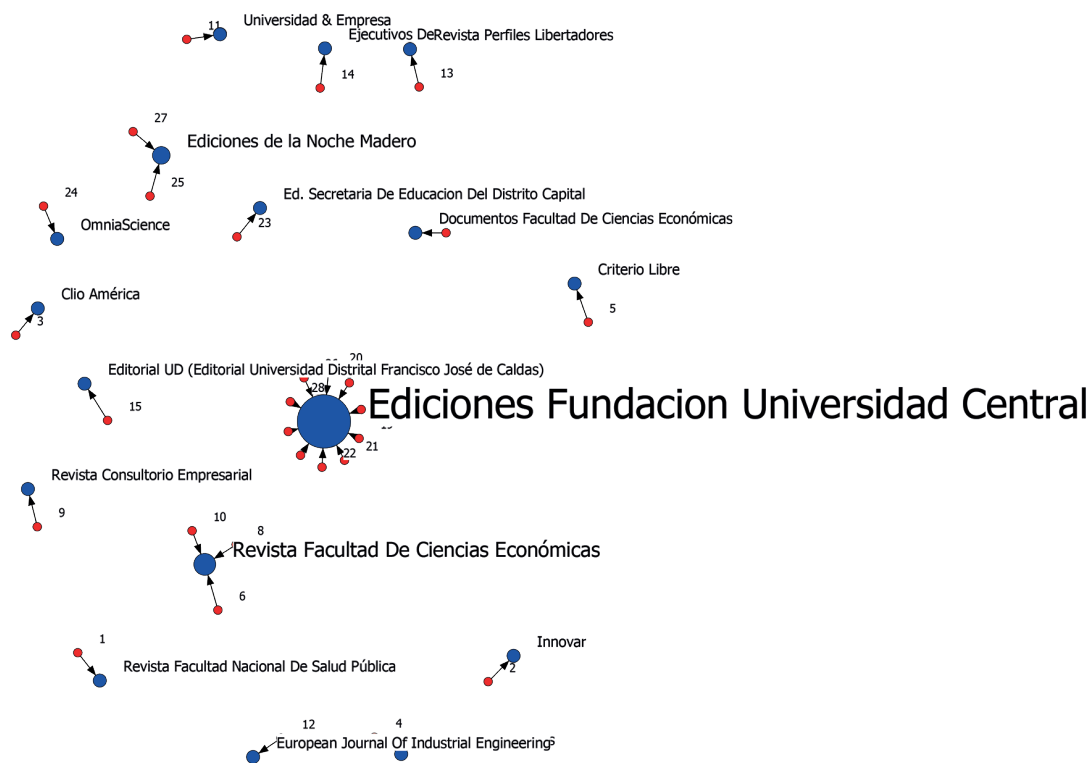 11
Universidad & Empresa
Ejecutivos De
Revista Perfiles Libertadores
14
13
27
Ediciones de la Noche Madero
25
24
Ed. Secretaria De Educacion Del Distrito Capital
OmniaScience
23
Documentos Facultad De Ciencias Económicas
Criterio Libre
Clio América
3
5
20
Editorial UD (Editorial Universidad Distrital Francisco José de Caldas)
28
15
Ediciones Fundacion Universidad Central
21
22
Revista Consultorio Empresarial
9
10
8
Revista Facultad De Ciencias Económicas
6
1
Innovar
Revista Facultad Nacional De Salud Pública
2
12
4
European Journal Of Industrial Engineering